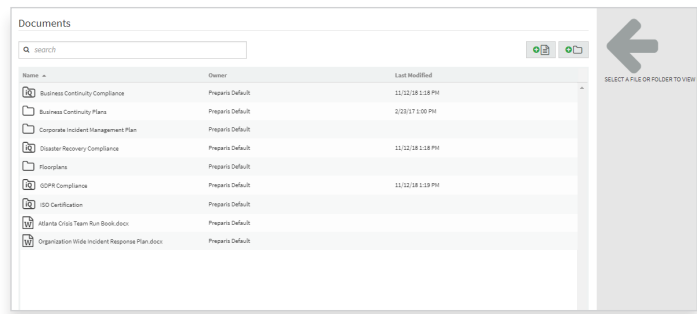 Documents
search
Name Owner Last Modified
SELECT A FILE OR FOLDER TO VIEW
iQ Business Continuity Compliance Preparis Default 11/12/18 1:18 PM
Business Continuity Plans Preparis Default 2/23/17 1:00 PM
Corporate Incident Management Plan Preparis Default
iQ Disaster Recovery Compliance Preparis Default 11/12/18 1:18 PM
Floorplans Preparis Default
iQ GDPR Compliance Preparis Default 11/12/18 1:19 PM
iQ ISO Certification Preparis Default
W Atlanta Crisis Team Run Book.docx Preparis Default
W Organization Wide Incident Response Plan.docx Preparis Default